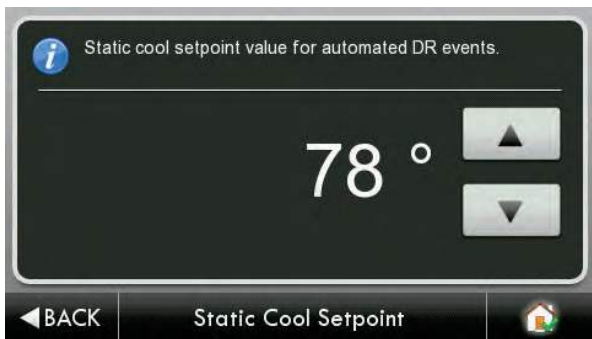 Static cool setpoint value for automated DR events.
78 °
BACK
Static Cool Setpoint